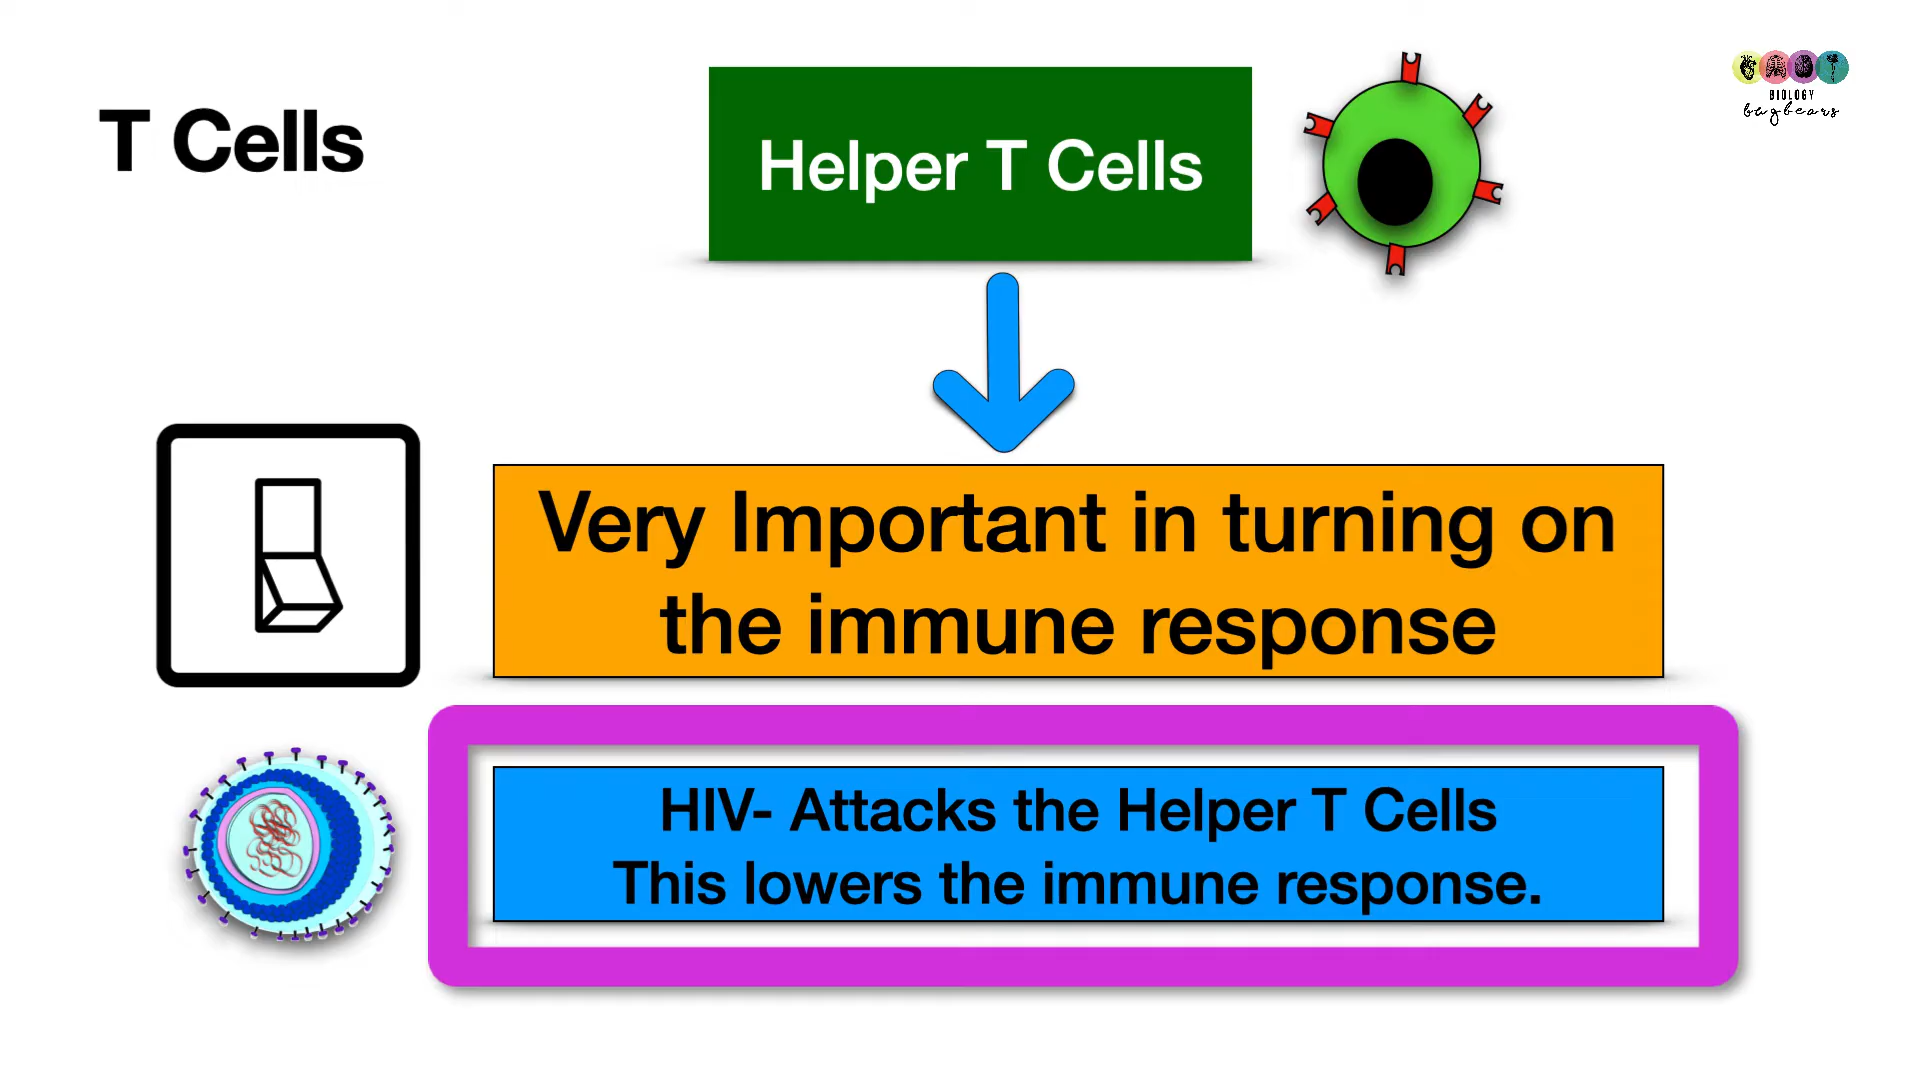 T Cells
Helper T Cells
BIOLOGY
bugbears
Very Important in turning on
the immune response
HIV- Attacks the Helper T Cells
This lowers the immune response.